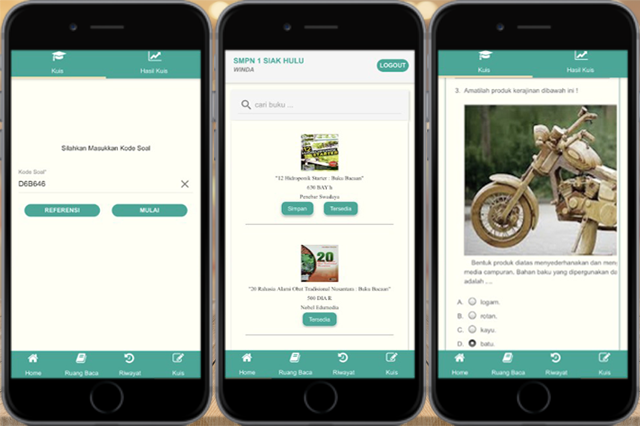 Kuis
Hasil Kuis
Silahkan Masukkan Kode Soal
Kode Soal*
D6B646
REFERENSI
MULAI
Home
Ruang Baca
Riwayat
Kuis
SMPN 1 SIAK HULU
WINDA
LOGOUT
cari buku ...
"12 Hidroponik Starter : Buku Bacaan"
630 BAY h
Penebar Swadaya
Simpan
Tersedia
20
"20 Rahasia Alami Obat Tradisional Nusantara : Buku Bacaan"
580 DIA R
Nobel Edumedia
Tersedia
Home
Ruang Baca
Riwayat
Kuis
Kuis
Hasil Kuis
3. Amatilah produk kerajinan dibawah ini !
Bentuk produk diatas menyederhanakan dan
media campuran. Bahan baku yang dipergunakan
adalah ...
A. logam.
B. rotan.
C. kayu.
D. batu.
Home
Ruang Baca
Riwayat
Kuis